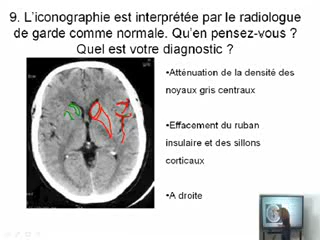 9. L'iconographie est interprétée par le radiologue
de garde comme normale. Qu'en pensez-vous ?
Quel est votre diagnostic ?
•Atténuation de la densité des
noyaux gris centraux
•Effacement du ruban
insulaire et des sillons
corticaux
•A droite